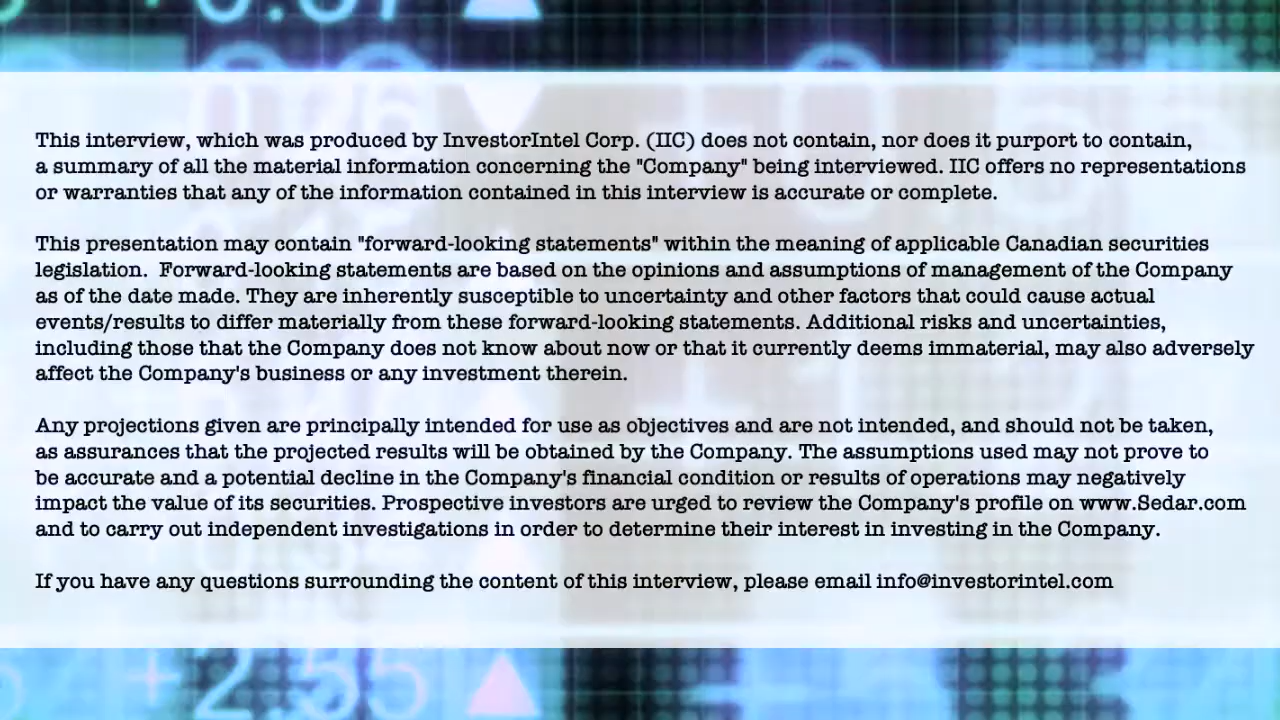 This interview, which was produced by InvestorIntel Corp. (IIC) does not contain, nor does it purport to contain,
a summary of all the material information concerning the "Company" being interviewed. IIC offers no representations
or warranties that any of the information contained in this interview is accurate or complete.
This presentation may contain "forward-looking statements" within the meaning of applicable Canadian securities
legislation.  Forward-looking statements are based on the opinions and assumptions of management of the Company
as of the date made. They are inherently susceptible to uncertainty and other factors that could cause actual
events/results to differ materially from these forward-looking statements. Additional risks and uncertainties,
including those that the Company does not know about now or that it currently deems immaterial, may also adversely
affect the Company's business or any investment therein.
Any projections given are principally intended for use as objectives and are not intended, and should not be taken,
as assurances that the projected results will be obtained by the Company. The assumptions used may not prove to
be accurate and a potential decline in the Company's financial condition or results of operations may negatively
impact the value of its securities. Prospective investors are urged to review the Company's profile on www.Sedar.com
and to carry out independent investigations in order to determine their interest in investing in the Company.
If you have any questions surrounding the content of this interview, please email info@investorintel.com
+2.55